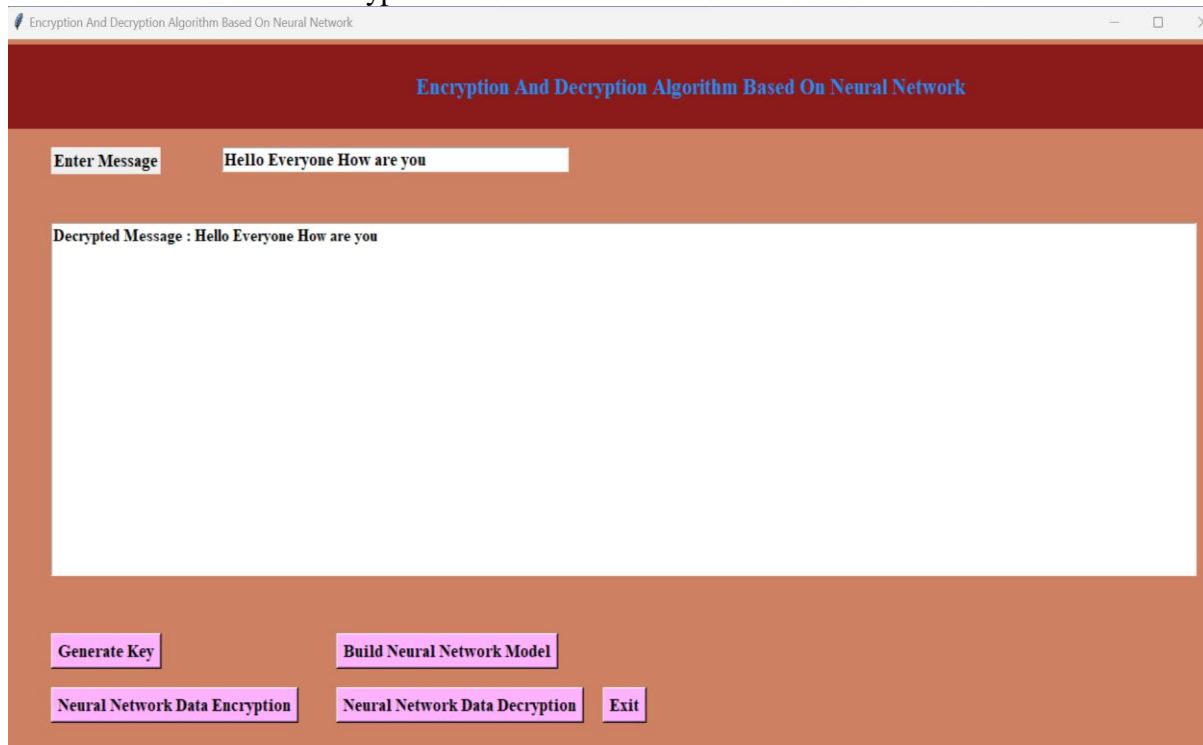 Encryption And Decryption Algorithm Based On Neural Network
Encryption And Decryption Algorithm Based On Neural Network
Enter Message Hello Everyone How are you
Decrypted Message : Hello Everyone How are you
Generate Key Build Neural Network Model
Neural Network Data Encryption Neural Network Data Decryption Exit